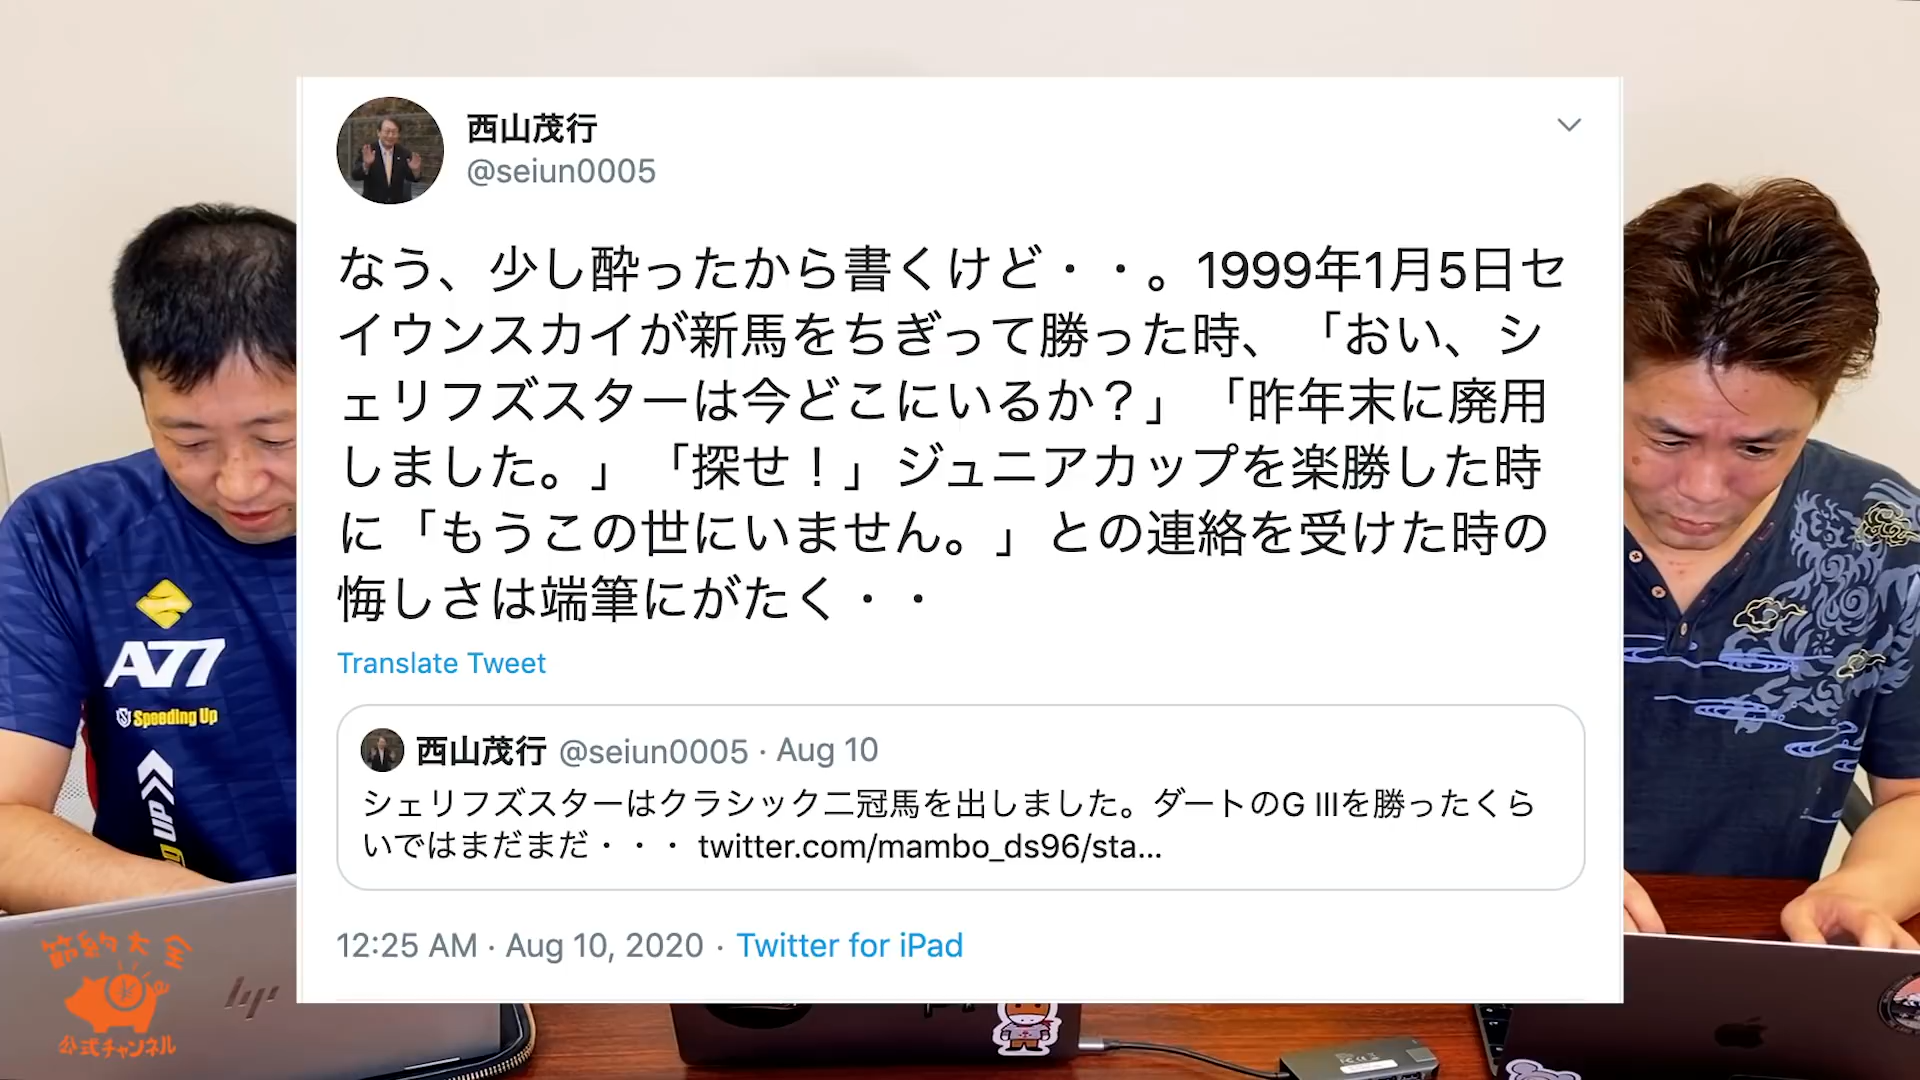 西山茂行
@seiun0005
なう、少し酔ったから書くけど・・。1999年1月5日セ
イウンスカイが新馬をちぎって勝った時、「おい、シ
ェリフズスターは今どこにいるか？」「昨年末に廃用
しました。」「探せ！」ジュニアカップを楽勝した時
に「もうこの世にいません。」との連絡を受けた時の
悔しさは端筆にがたく・・
Translate Tweet
西山茂行 @seiun0005 · Aug 10
シェリフズスターはクラシック二冠馬を出しました。ダートのG IIIを勝ったくら
いではまだまだ・・・ twitter.com/mambo_ds96/sta...
12:25 AM · Aug 10, 2020 · Twitter for iPad
A77
Speeding Up
UP
節約大全
公式チャンネル
hp